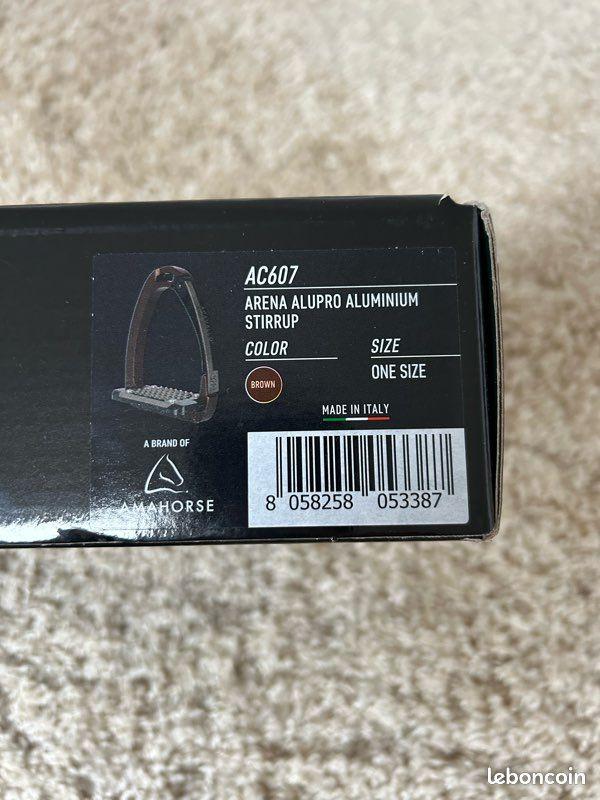 AC607
ARENA ALUPRO ALUMINIUM
STIRRUP
COLOR
SIZE
BROWN
ONE SIZE
MADE IN ITALY
A BRAND OF
AMAHORSE
8 058258 053387
leboncoin